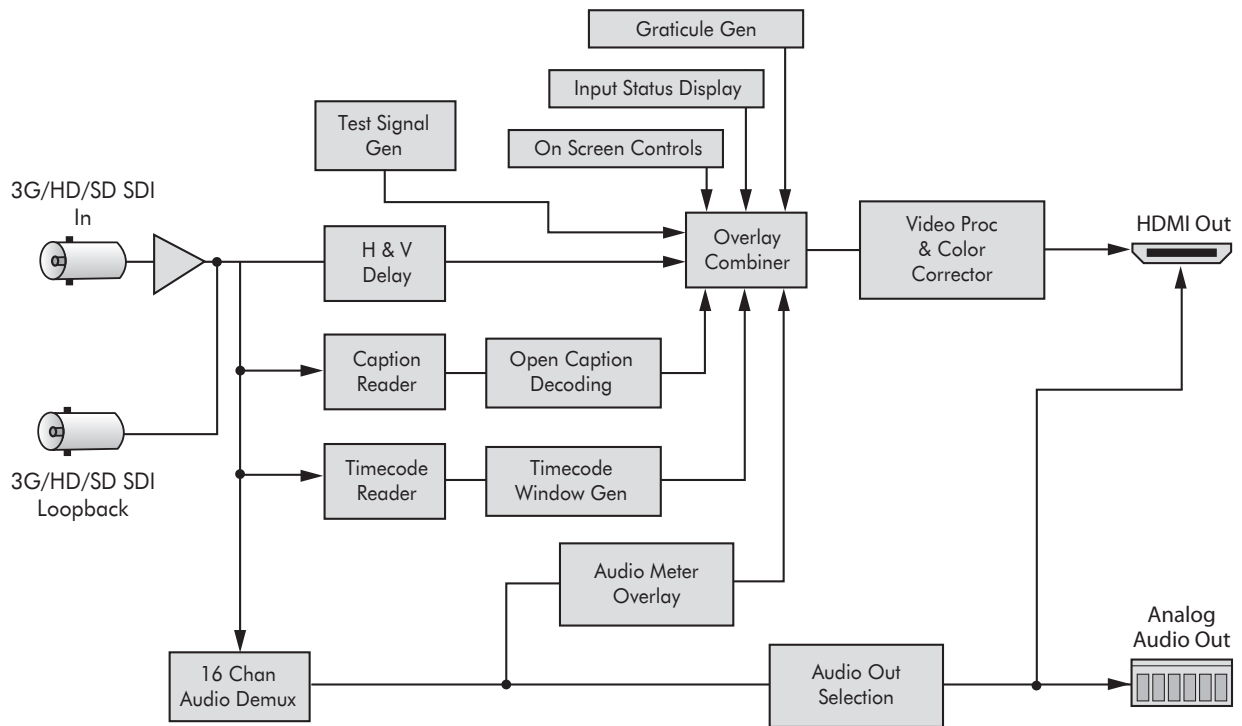 Graticule Gen
Input Status Display
Test Signal
Gen
On Screen Controls
3G/HD/SD SDI
In
H & V
Delay
Overlay
Combiner
Video Proc
& Color
Corrector
HDMI Out
Caption
Reader
Open Caption
Decoding
3G/HD/SD SDI
Loopback
Timecode
Reader
Timecode
Window Gen
Audio Meter
Overlay
16 Chan
Audio Demux
Audio Out
Selection
Analog
Audio Out